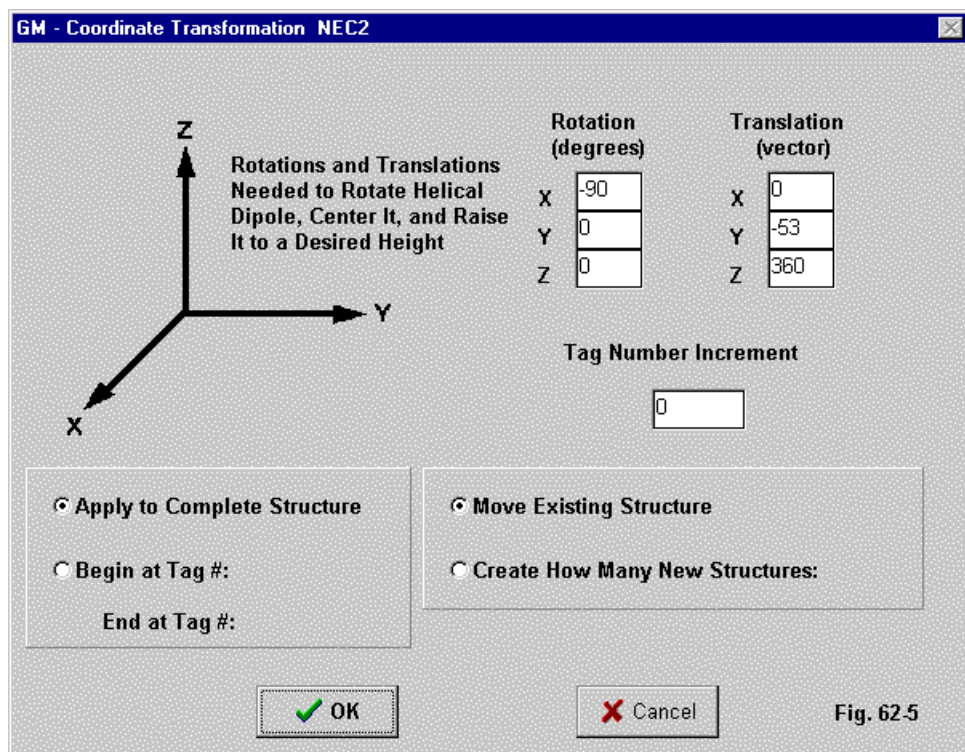 GM - Coordinate Transformation NEC2
Z
Y
X
Rotations and Translations
Needed to Rotate Helical
Dipole, Center It, and Raise
It to a Desired Height
Rotation
(degrees)
X -90
Y 0
Z 0
Translation
(vector)
X 0
Y -53
Z 360
Tag Number Increment
0
Apply to Complete Structure
Begin at Tag #:
End at Tag #:
Move Existing Structure
Create How Many New Structures:
OK
Cancel
Fig. 62-5